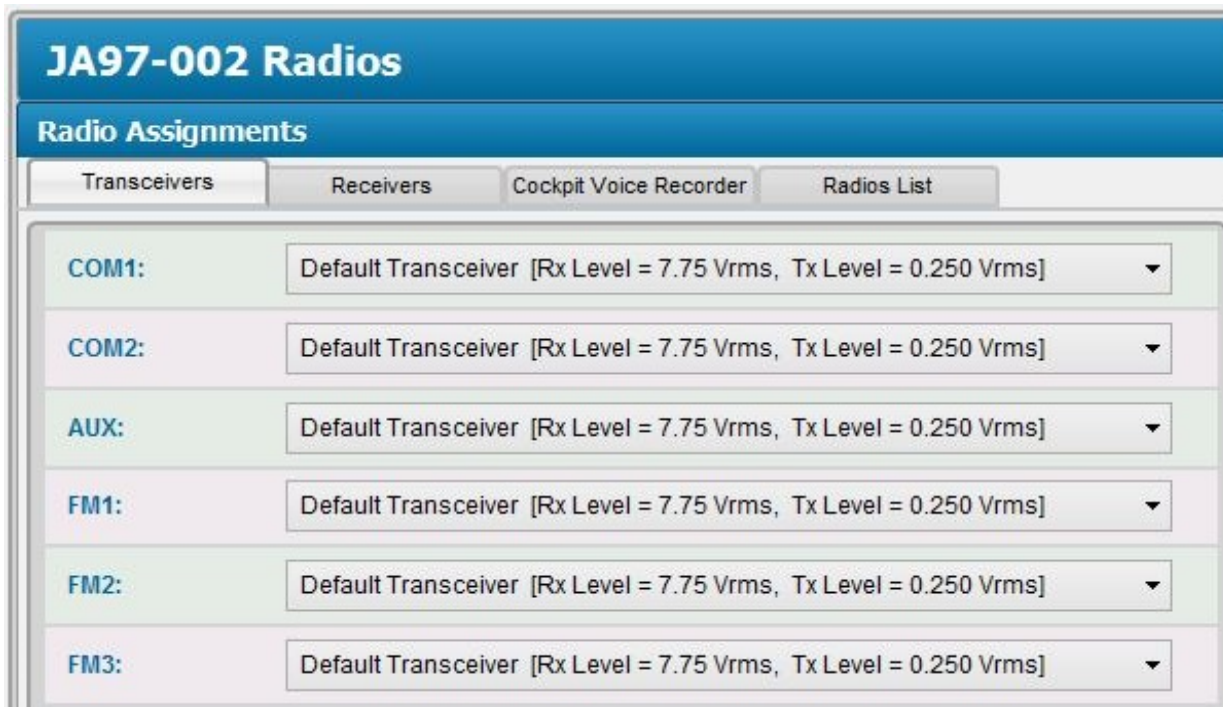 JA97-002 Radios
Radio Assignments
Transceivers Receivers Cockpit Voice Recorder Radios List
COM1: Default Transceiver [Rx Level = 7.75 Vrms, Tx Level = 0.250 Vrms]
COM2: Default Transceiver [Rx Level = 7.75 Vrms, Tx Level = 0.250 Vrms]
AUX: Default Transceiver [Rx Level = 7.75 Vrms, Tx Level = 0.250 Vrms]
FM1: Default Transceiver [Rx Level = 7.75 Vrms, Tx Level = 0.250 Vrms]
FM2: Default Transceiver [Rx Level = 7.75 Vrms, Tx Level = 0.250 Vrms]
FM3: Default Transceiver [Rx Level = 7.75 Vrms, Tx Level = 0.250 Vrms]